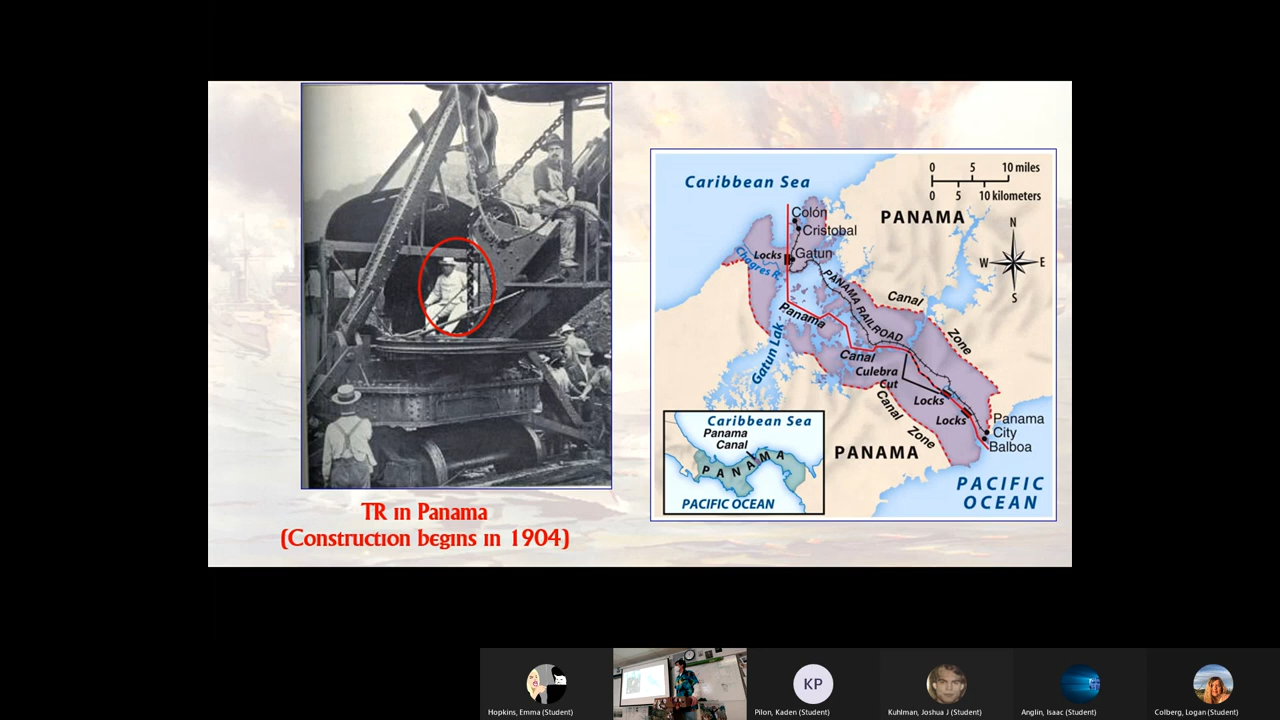 TR in Panama
(Construction begins in 1904)
Caribbean Sea
0 5 10 miles
0 5 10 kilometers
PANAMA
N
W E
S
Colón
Cristobal
Locks
Gatun
Chagres R.
PANAMA RAILROAD
Canal Zone
Panama Canal
Gatun Lak
Culebra
Cut
Locks
Locks
Canal Zone
Panama
City
Balboa
PANAMA
PACIFIC
OCEAN
Caribbean Sea
Panama
Canal
PANAMA
PACIFIC OCEAN
KP
Hopkins, Emma (Student)
Pilon, Kaden (Student)
Kuhlman, Joshua J (Student)
Anglin, Isaac (Student)
Colberg, Logan (Student)